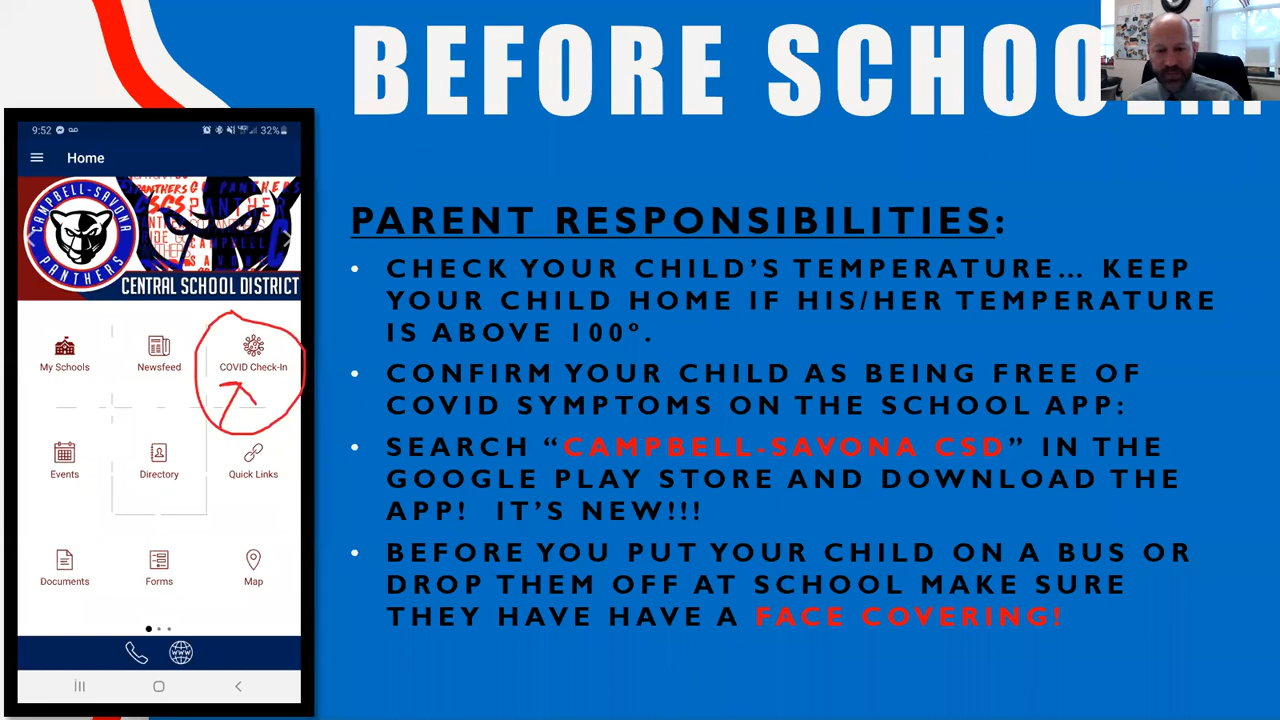 BEFORE SCHOO
9:52 32%
Home
CAMPBELL-SAVONA
PANTHERS
CENTRAL SCHOOL DISTRICT
My Schools
Newsfeed
COVID Check-In
Events
Directory
Quick Links
Documents
Forms
Map
WWW
PARENT RESPONSIBILITIES:
• CHECK YOUR CHILD'S TEMPERATURE... KEEP
YOUR CHILD HOME IF HIS/HER TEMPERATURE
IS ABOVE 100°.
• CONFIRM YOUR CHILD AS BEING FREE OF
COVID SYMPTOMS ON THE SCHOOL APP:
• SEARCH “CAMPBELL-SAVONA CSD” IN THE
GOOGLE PLAY STORE AND DOWNLOAD THE
APP! IT'S NEW!!!
• BEFORE YOU PUT YOUR CHILD ON A BUS OR
DROP THEM OFF AT SCHOOL MAKE SURE
THEY HAVE HAVE A FACE COVERING!